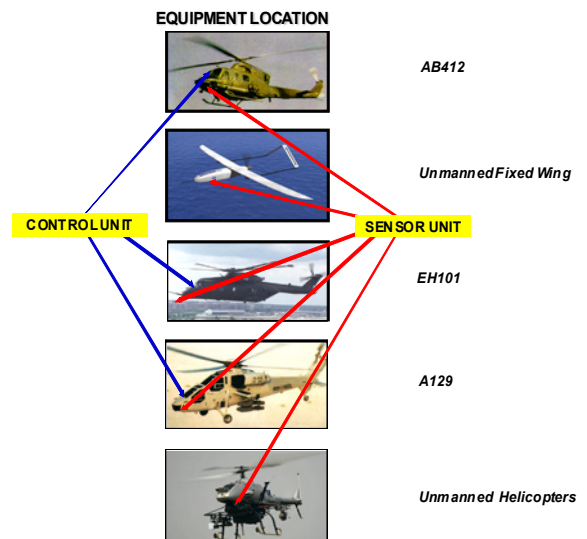 EQUIPMENT LOCATION
AB412
Unmanned Fixed Wing
CONTROL UNIT
SENSOR UNIT
EH101
A129
Unmanned Helicopters